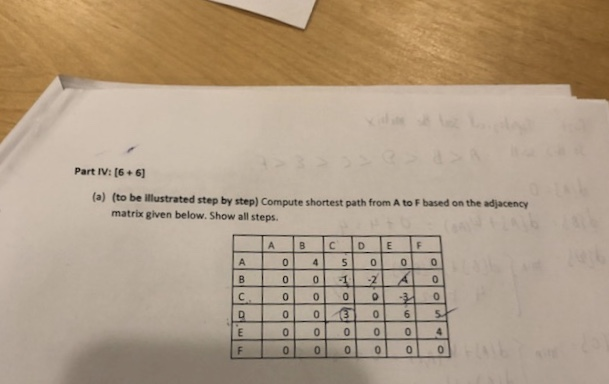 Part IV: [6 + 6]
(a) (to be illustrated step by step) Compute shortest path from A to F based on the adjacency
matrix given below. Show all steps.
A B C D E F
A 0 4 5 0 0 0
B 0 0 -1 -2 4 0
C 0 0 0 0 -3 0
D 0 0 3 0 6 5
E 0 0 0 0 0 4
F 0 0 0 0 0 0